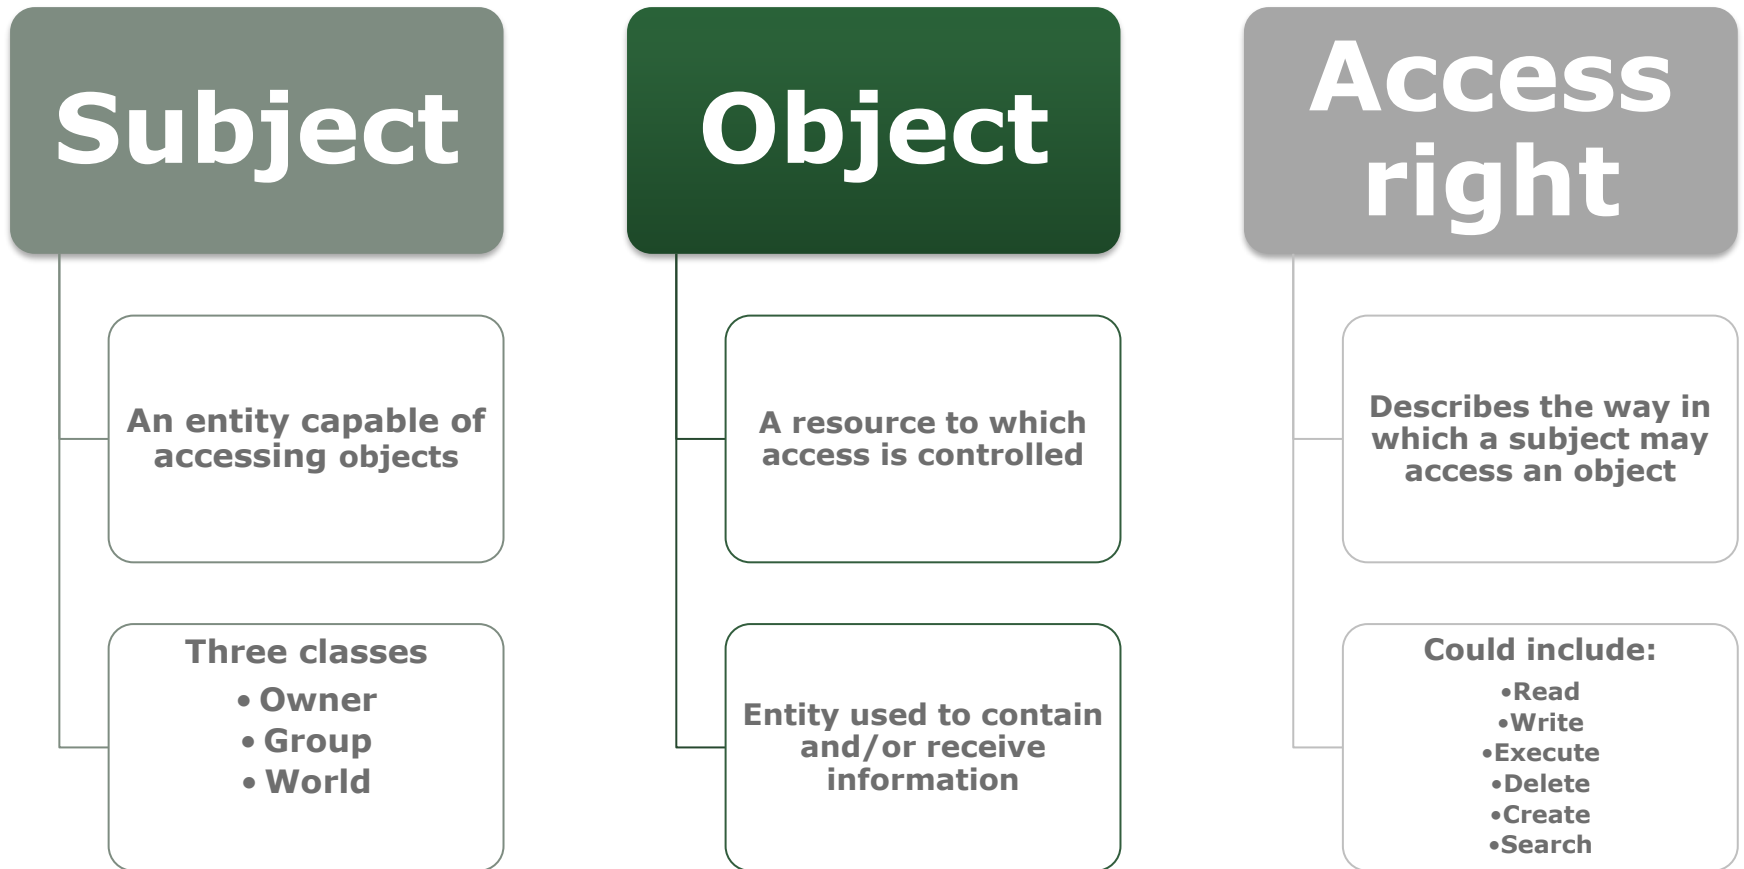 Subject
An entity capable of
accessing objects
Three classes
• Owner
• Group
• World
Object
A resource to which
access is controlled
Entity used to contain
and/or receive
information
Access
right
Describes the way in
which a subject may
access an object
Could include:
•Read
•Write
•Execute
•Delete
•Create
•Search